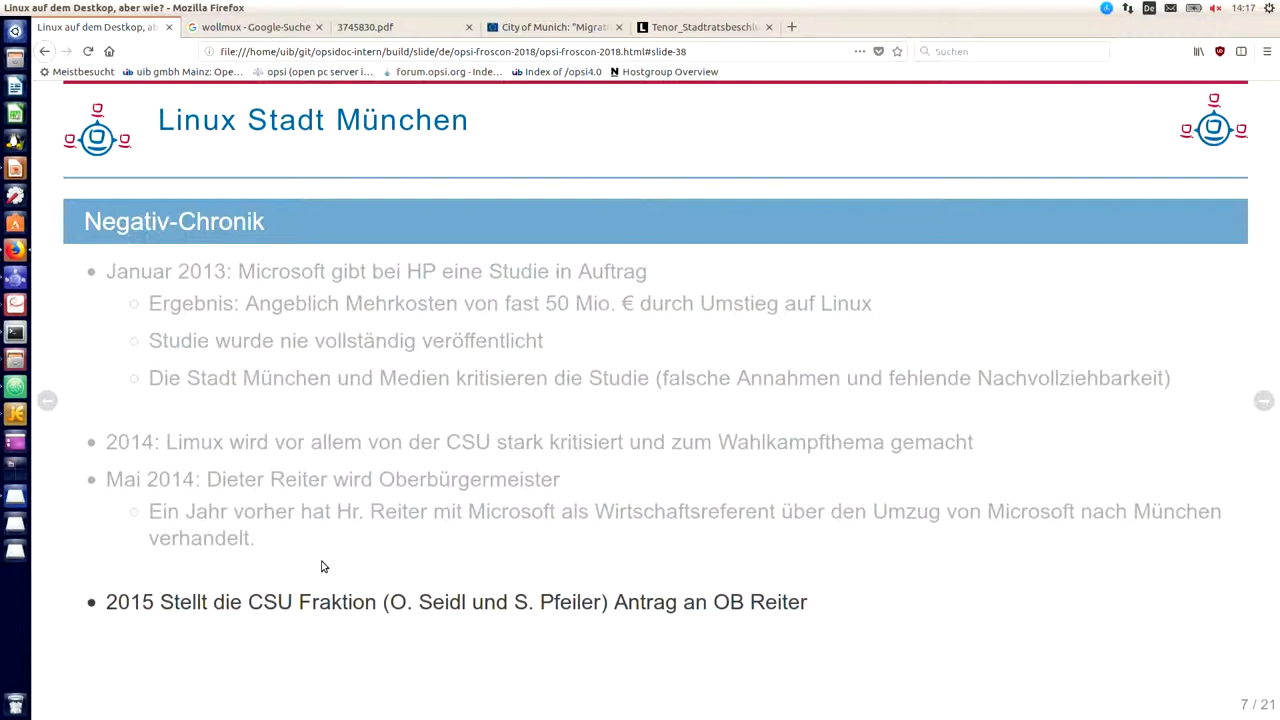 Linux auf dem Destkop, aber wie? - Mozilla Firefox
De
14:17
Linux auf dem Destkop, ab
wollmux - Google-Suche
3745830.pdf
City of Munich: "Migrat
Tenor_Stadtratsbeschlu
file:///home/uib/git/opsidoc-intern/build/slide/de/opsi-froscon-2018/opsi-froscon-2018.html#slide-38
Suchen
Meistbesucht
uib gmbh Mainz: Ope...
opsi (open pc server i...
forum.opsi.org - Inde...
Index of /opsi4.0
Hostgroup Overview
Linux Stadt München
Negativ-Chronik
• Januar 2013: Microsoft gibt bei HP eine Studie in Auftrag
○ Ergebnis: Angeblich Mehrkosten von fast 50 Mio. € durch Umstieg auf Linux
○ Studie wurde nie vollständig veröffentlicht
○ Die Stadt München und Medien kritisieren die Studie (falsche Annahmen und fehlende Nachvollziehbarkeit)
• 2014: Limux wird vor allem von der CSU stark kritisiert und zum Wahlkampfthema gemacht
• Mai 2014: Dieter Reiter wird Oberbürgermeister
○ Ein Jahr vorher hat Hr. Reiter mit Microsoft als Wirtschaftsreferent über den Umzug von Microsoft nach München
verhandelt.
• 2015 Stellt die CSU Fraktion (O. Seidl und S. Pfeiler) Antrag an OB Reiter
7 / 21